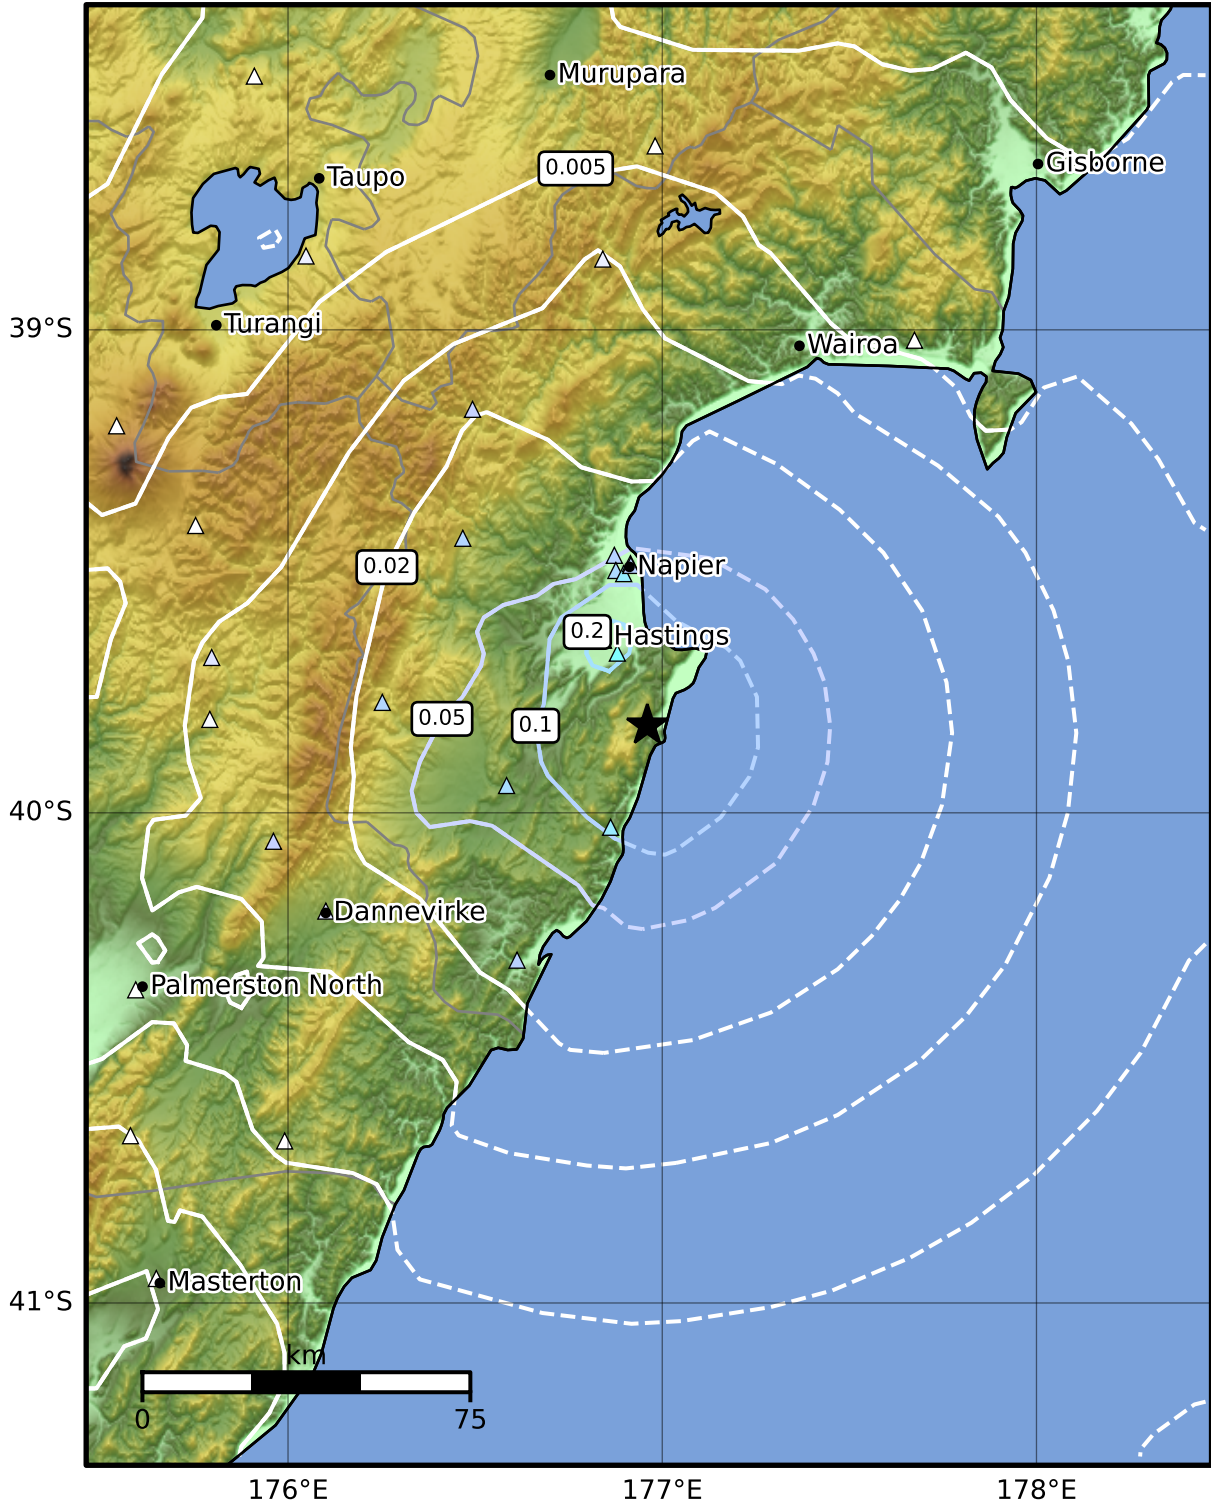 Murupara
0.005
Gisborne
Taupo
39°S
Turangi
Wairoa
0.02
Napier
0.2
Hastings
0.05
0.1
40°S
Dannevirke
Palmerston North
Masterton
41°S
km
0
75
176°E
177°E
178°E